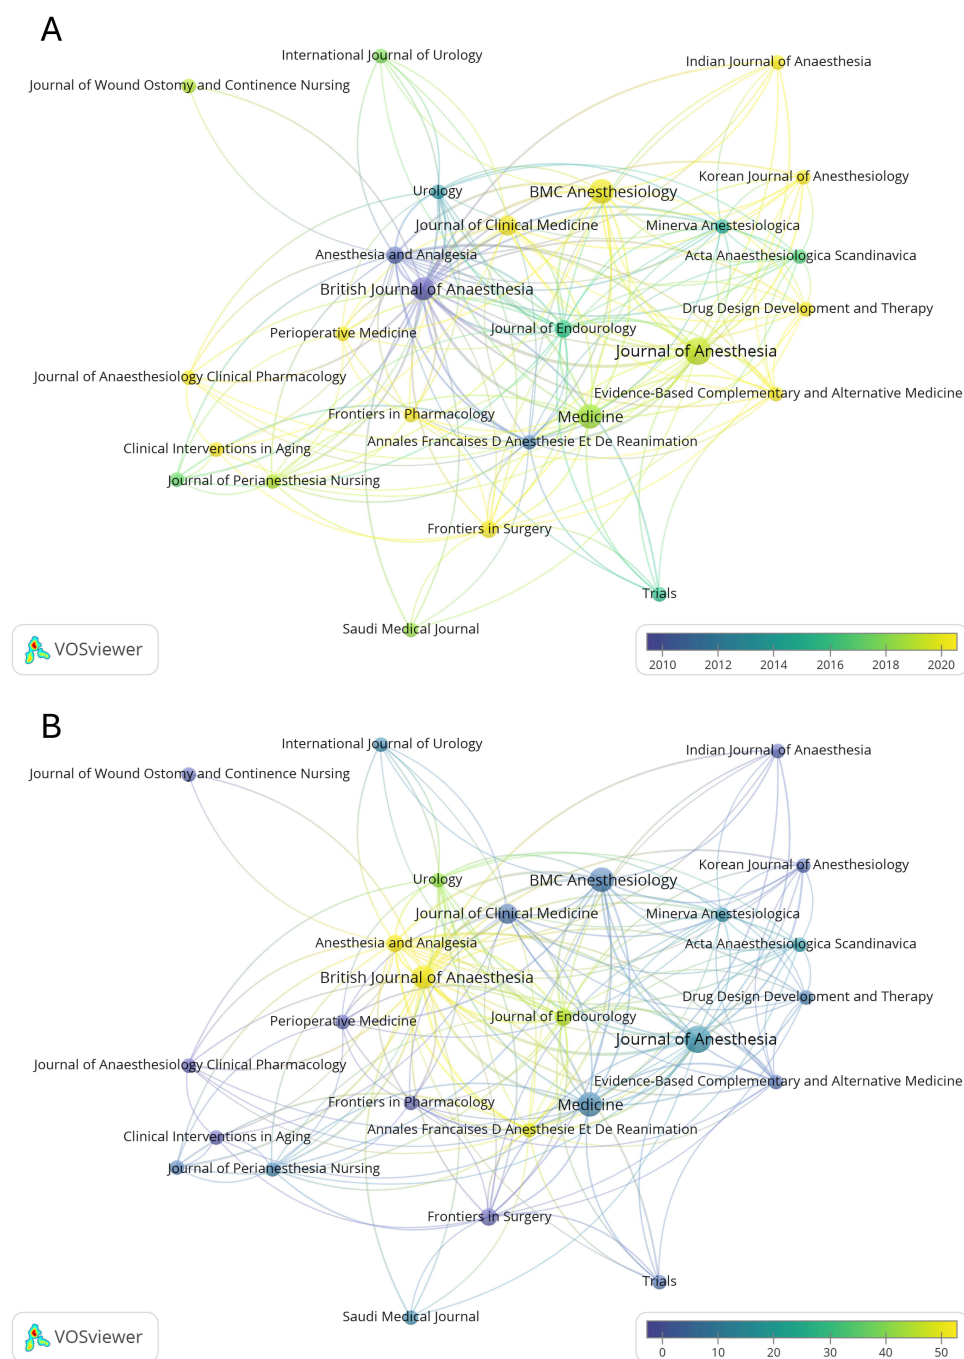 A
International Journal of Urology
Indian Journal of Anaesthesia
Journal of Wound Ostomy and Continence Nursing
Korean Journal of Anesthesiology
Urology
BMC Anesthesiology
Journal of Clinical Medicine
Minerva Anestesiologica
Anesthesia and Analgesia
Acta Anaesthesiologica Scandinavica
British Journal of Anaesthesia
Drug Design Development and Therapy
Perioperative Medicine
Journal of Endourology
Journal of Anesthesia
Journal of Anaesthesiology Clinical Pharmacology
Evidence-Based Complementary and Alternative Medicine
Frontiers in Pharmacology
Medicine
Annales Francaises D Anesthesie Et De Reanimation
Clinical Interventions in Aging
Journal of Perianesthesia Nursing
Frontiers in Surgery
Trials
Saudi Medical Journal
VOSviewer
2010 2012 2014 2016 2018 2020
B
International Journal of Urology
Indian Journal of Anaesthesia
Journal of Wound Ostomy and Continence Nursing
Korean Journal of Anesthesiology
Urology
BMC Anesthesiology
Journal of Clinical Medicine
Minerva Anestesiologica
Anesthesia and Analgesia
Acta Anaesthesiologica Scandinavica
British Journal of Anaesthesia
Drug Design Development and Therapy
Perioperative Medicine
Journal of Endourology
Journal of Anesthesia
Journal of Anaesthesiology Clinical Pharmacology
Evidence-Based Complementary and Alternative Medicine
Frontiers in Pharmacology
Medicine
Annales Francaises D Anesthesie Et De Reanimation
Clinical Interventions in Aging
Journal of Perianesthesia Nursing
Frontiers in Surgery
Trials
Saudi Medical Journal
VOSviewer
0 10 20 30 40 50